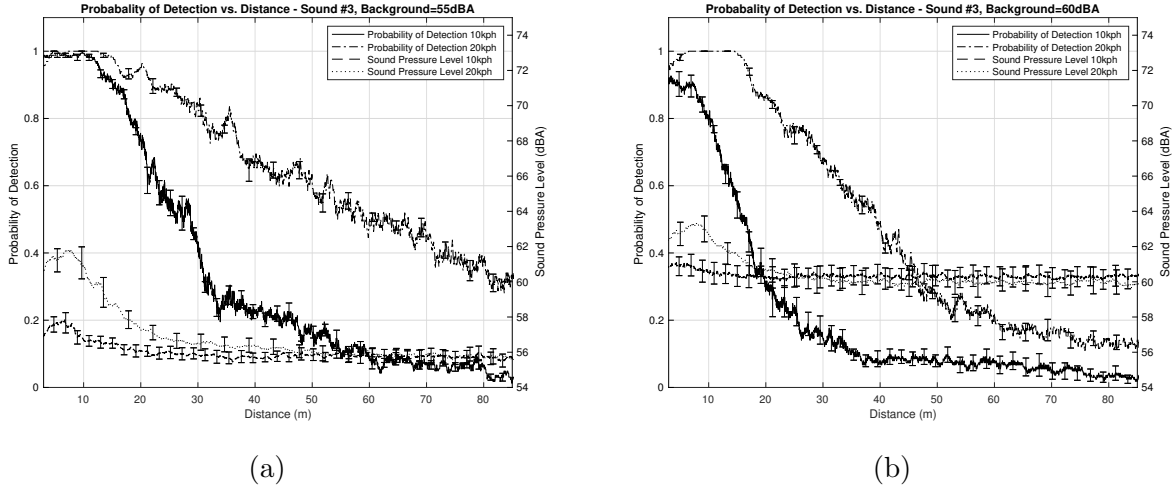 Probabality of Detection vs. Distance - Sound #3, Background=55dBA
Probability of Detection 10kph
Probability of Detection 20kph
Sound Pressure Level 10kph
Sound Pressure Level 20kph
Probability of Detection
0
0.2
0.4
0.6
0.8
1
54
56
58
60
62
64
66
68
70
72
74
Sound Pressure Level (dBA)
10 20 30 40 50 60 70 80
Distance (m)
(a)
Probabality of Detection vs. Distance - Sound #3, Background=60dBA
Probability of Detection 10kph
Probability of Detection 20kph
Sound Pressure Level 10kph
Sound Pressure Level 20kph
Probability of Detection
0
0.2
0.4
0.6
0.8
1
54
56
58
60
62
64
66
68
70
72
74
Sound Pressure Level (dBA)
10 20 30 40 50 60 70 80
Distance (m)
(b)